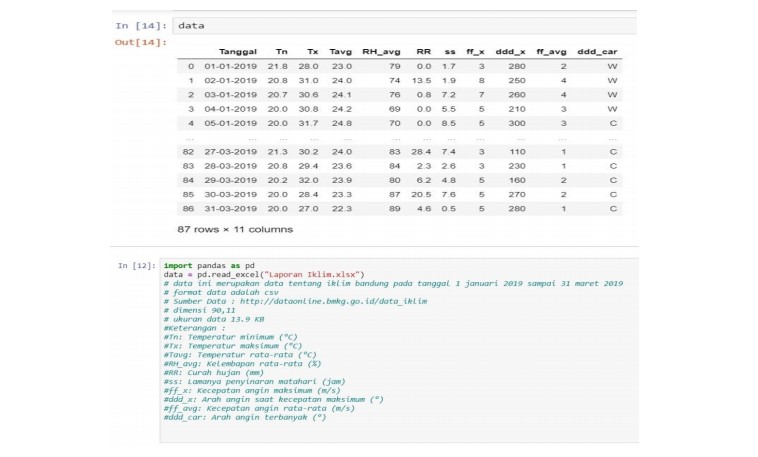 In [14]: data
Out[14]:
Tanggal Tn Tx Tavg RH_avg RR ss ff_x ddd_x ff_avg ddd_car
0 01-01-2019 21.8 28.0 23.0 79 0.0 1.7 3 280 2 W
1 02-01-2019 20.8 31.0 24.0 74 13.5 1.9 8 250 4 W
2 03-01-2019 20.7 30.6 24.1 76 0.8 7.2 7 260 4 W
3 04-01-2019 20.0 30.8 24.2 69 0.0 5.5 5 210 3 W
4 05-01-2019 20.0 31.7 24.8 70 0.0 8.5 5 300 3 C
... ... ... ... ... ... ... ... ... ... ... ...
82 27-03-2019 21.3 30.2 24.0 83 28.4 7.4 3 110 1 C
83 28-03-2019 20.8 29.4 23.6 84 2.3 2.6 3 230 1 C
84 29-03-2019 20.2 32.0 23.9 80 6.2 4.8 5 160 2 C
85 30-03-2019 20.0 28.4 23.3 87 20.5 7.6 5 270 2 C
86 31-03-2019 20.0 27.0 22.3 89 4.6 0.5 5 280 1 C
87 rows × 11 columns
In [12]: import pandas as pd
data = pd.read_excel("Laporan Iklim.xlsx")
# data ini merupakan data tentang iklim bandung pada tanggal 1 januari 2019 sampai 31 maret 2019
# format data adalah csv
# Sumber Data : http://dataonline.bmkg.go.id/data_iklim
# dimensi 90,11
# ukuran data 13.9 KB
#Keterangan :
#Tn: Temperatur minimum (°C)
#Tx: Temperatur maksimum (°C)
#Tavg: Temperatur rata-rata (°C)
#RH_avg: Kelembapan rata-rata (%)
#RR: Curah hujan (mm)
#ss: Lamanya penyinaran matahari (jam)
#ff_x: Kecepatan angin maksimum (m/s)
#ddd_x: Arah angin saat kecepatan maksimum (°)
#ff_avg: Kecepatan angin rata-rata (m/s)
#ddd_car: Arah angin terbanyak (°)